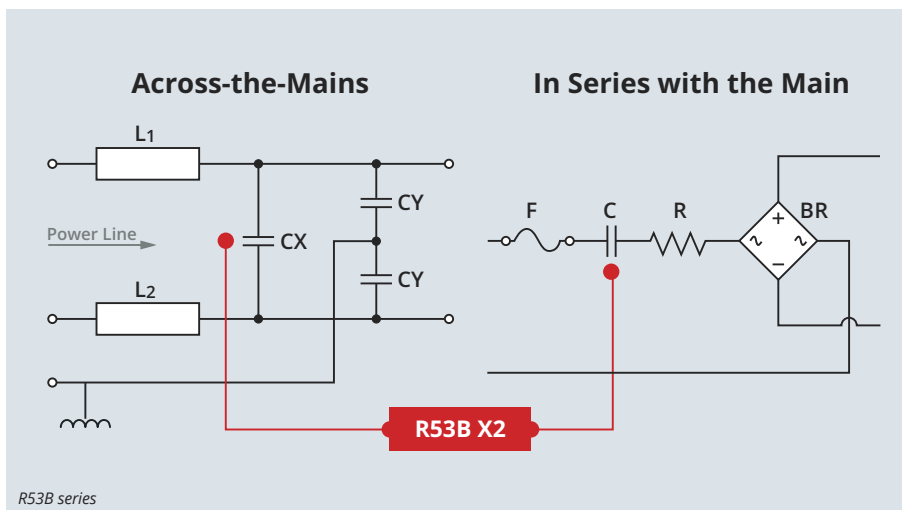 Across-the-Mains
In Series with the Main
L1
CY
F
C
R
BR
Power Line
CX
+
~
~
−
L2
CY
R53B X2
R53B series